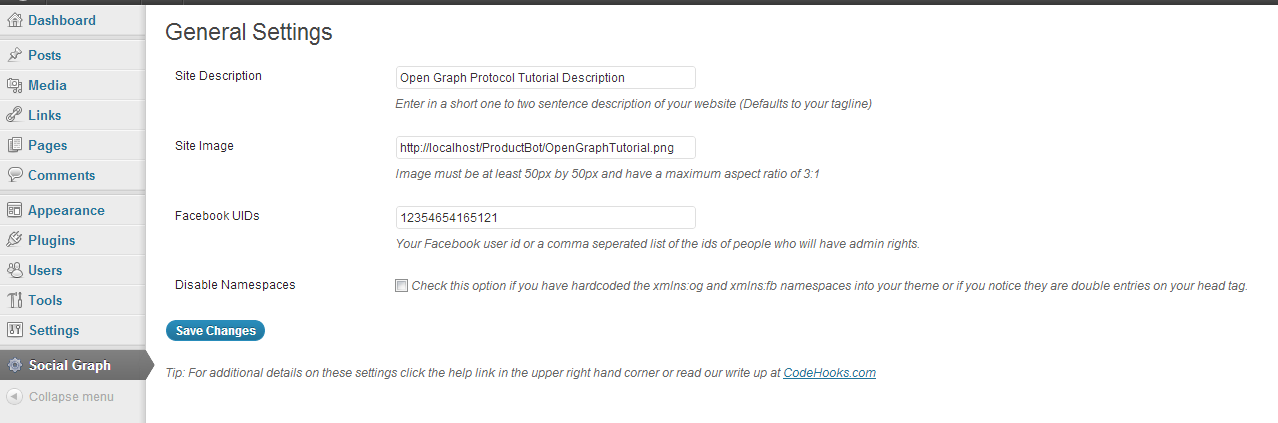 Dashboard
Posts
Media
Links
Pages
Comments
Appearance
Plugins
Users
Tools
Settings
Social Graph
Collapse menu
General Settings
Site Description
Open Graph Protocol Tutorial Description
Enter in a short one to two sentence description of your website (Defaults to your tagline)
Site Image
http://localhost/ProductBot/OpenGraphTutorial.png
Image must be at least 50px by 50px and have a maximum aspect ratio of 3:1
Facebook UIDs
12354654165121
Your Facebook user id or a comma seperated list of the ids of people who will have admin rights.
Disable Namespaces
Check this option if you have hardcoded the xmlns:og and xmlns:fb namespaces into your theme or if you notice they are double entries on your head tag.
Save Changes
Tip: For additional details on these settings click the help link in the upper right hand corner or read our write up at CodeHooks.com